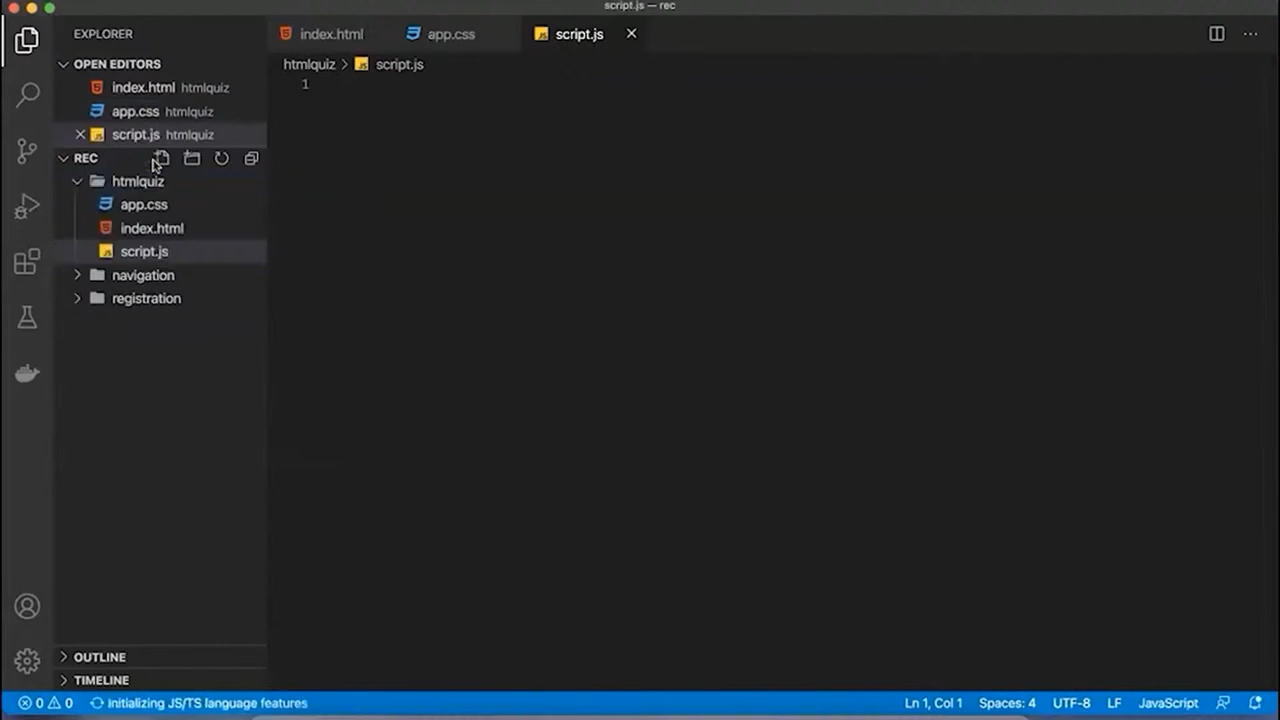 script.js — rec
EXPLORER
index.html
app.css
script.js
OPEN EDITORS
index.html htmlquiz
app.css htmlquiz
script.js htmlquiz
REC
htmlquiz
app.css
index.html
script.js
navigation
registration
OUTLINE
TIMELINE
htmlquiz > script.js
1
0 0 Initializing JS/TS language features
Ln 1, Col 1 Spaces: 4 UTF-8 LF JavaScript